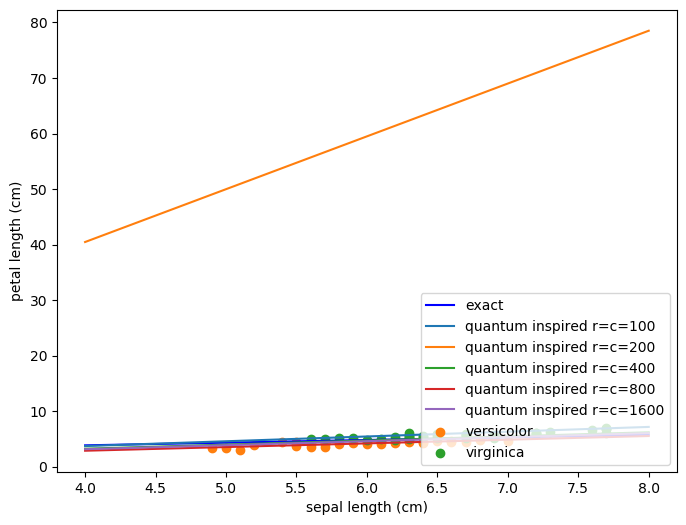 80
70
60
50
40
30
20
10
0
petal length (cm)
exact
quantum inspired r=c=100
quantum inspired r=c=200
quantum inspired r=c=400
quantum inspired r=c=800
quantum inspired r=c=1600
versicolor
virginica
4.0 4.5 5.0 5.5 6.0 6.5 7.0 7.5 8.0
sepal length (cm)